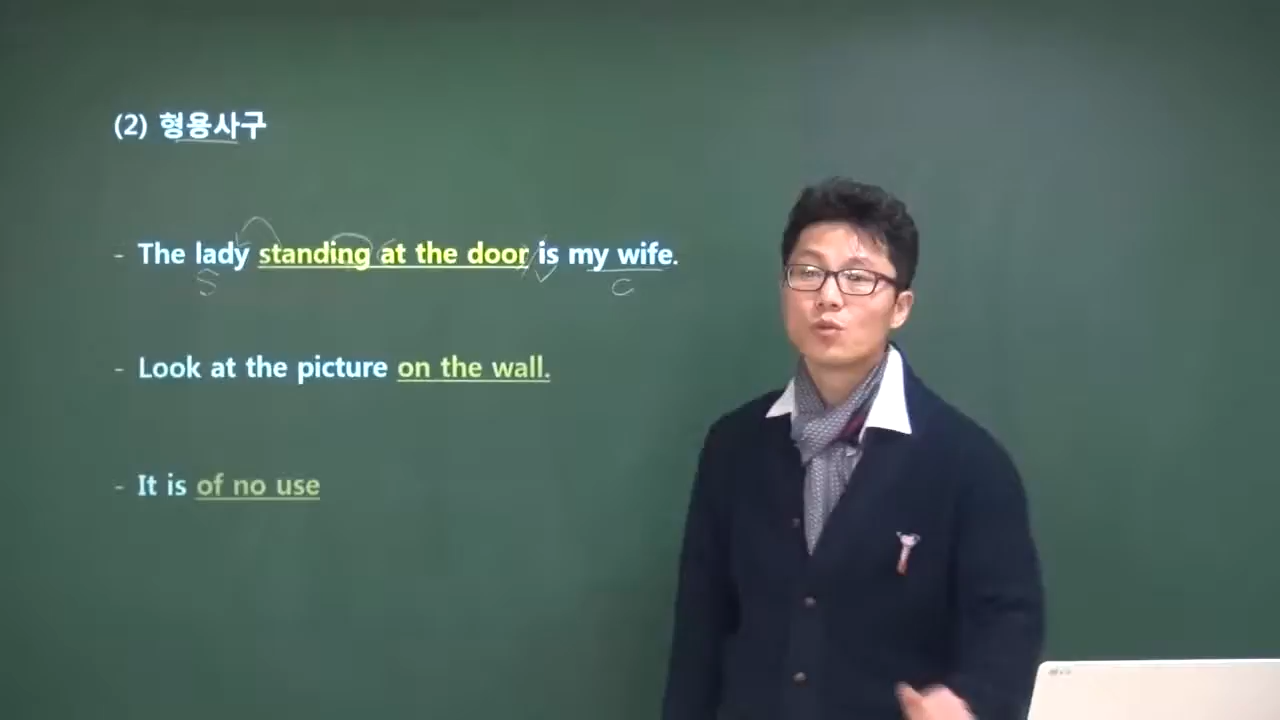 (2) 형용사구
- The lady standing at the door is my wife.
S C
- Look at the picture on the wall.
- It is of no use